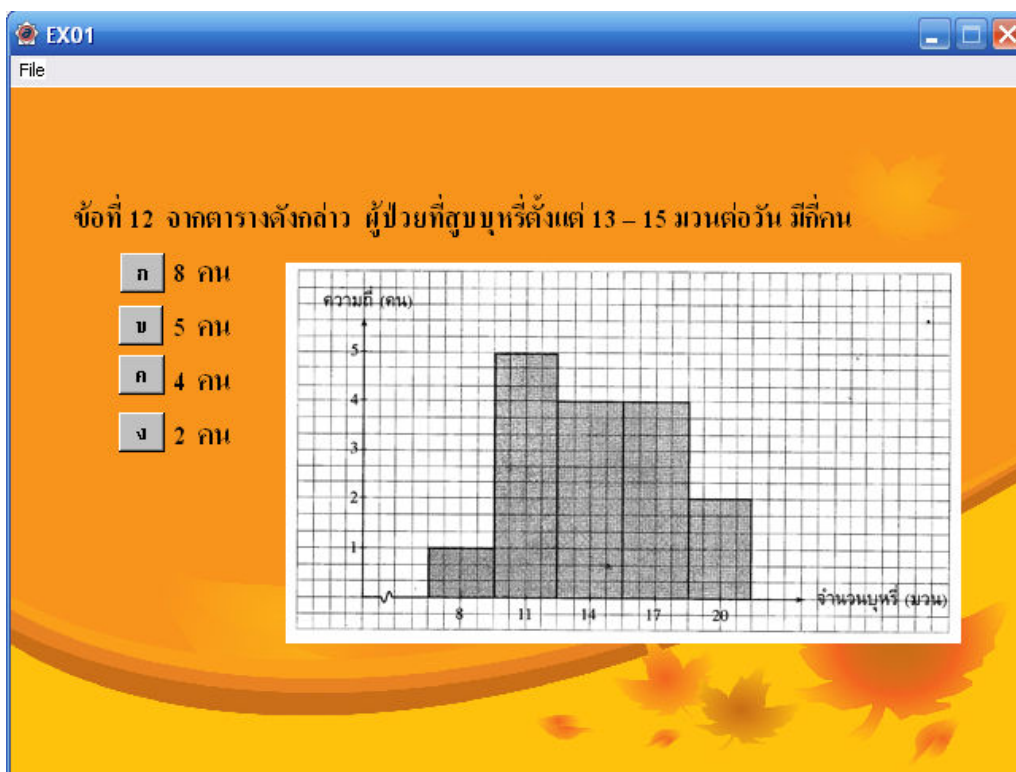 EX01
File
ข้อที่ 12 จากตารางดังกล่าว ผู้ป่วยที่สูบบุหรี่ตั้งแต่ 13 – 15 มวนต่อวัน มีกี่คน
ก 8 คน
ข 5 คน
ค 4 คน
ง 2 คน
ความถี่ (คน)
5
4
3
2
1
8 11 14 17 20
จำนวนบุหรี่ (มวน)